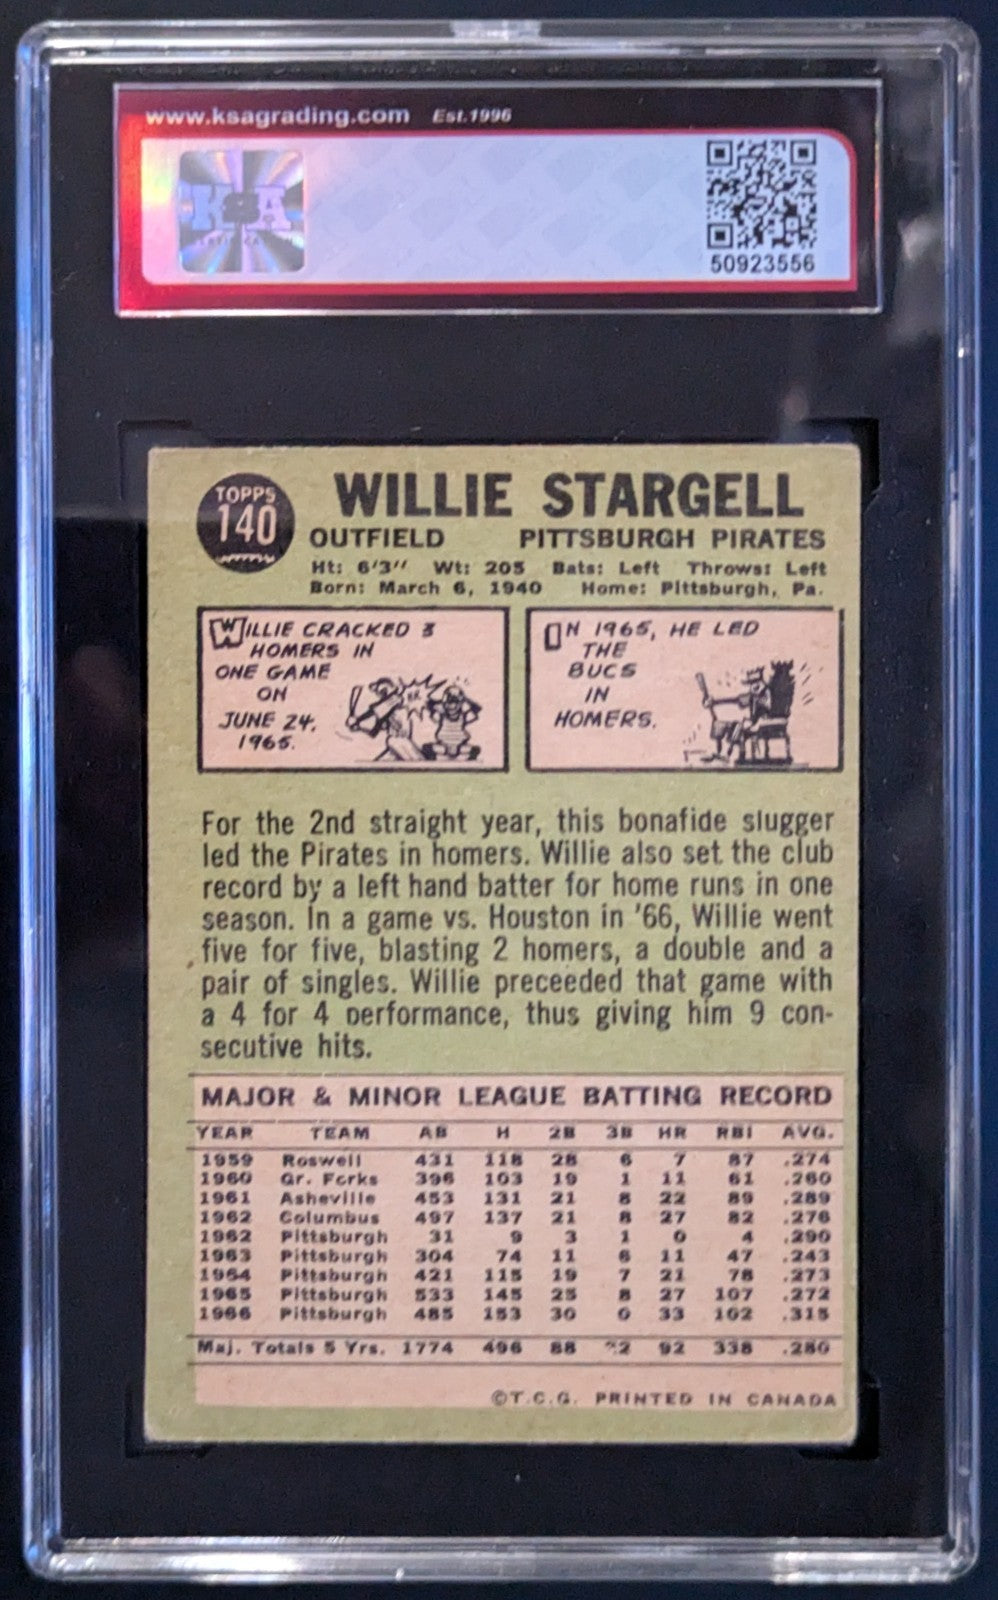 www.ksagrading.com Est.1996
KSA
50923556
TOPPS
140
WILLIE STARGELL
OUTFIELD PITTSBURGH PIRATES
Ht: 6'3" Wt: 205 Bats: Left Throws: Left
Born: March 6, 1940 Home: Pittsburgh, Pa.
WILLIE CRACKED 3
HOMERS IN
ONE GAME
ON
JUNE 24,
1965.
IN 1965, HE LED
THE
BUCS
IN
HOMERS.
For the 2nd straight year, this bonafide slugger
led the Pirates in homers. Willie also set the club
record by a left hand batter for home runs in one
season. In a game vs. Houston in '66, Willie went
five for five, blasting 2 homers, a double and a
pair of singles. Willie preceeded that game with
a 4 for 4 performance, thus giving him 9 con-
secutive hits.
MAJOR & MINOR LEAGUE BATTING RECORD
YEAR TEAM AB H 2B 3B HR RBI AVG.
1959 Roswell 431 118 28 6 7 87 .274
1960 Gr. Forks 396 103 19 1 11 61 .260
1961 Asheville 453 131 21 8 22 89 .289
1962 Columbus 497 137 21 8 27 82 .276
1962 Pittsburgh 31 9 3 1 0 4 .290
1963 Pittsburgh 304 74 11 6 11 47 .243
1964 Pittsburgh 421 115 19 7 21 78 .273
1965 Pittsburgh 533 145 25 8 27 107 .272
1966 Pittsburgh 485 153 30 0 33 102 .315
Maj. Totals 5 Yrs. 1774 496 88 22 92 338 .280
©T.C.G. PRINTED IN CANADA